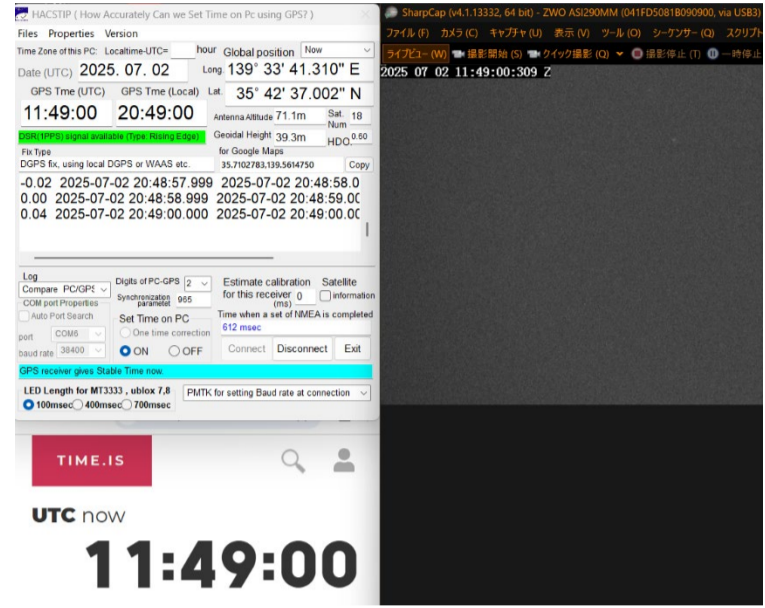 HACSTIP ( How Accurately Can we Set Time on Pc using GPS? )
Files Properties Version
Time Zone of this PC: Localtime-UTC= hour
Global position Now
Date (UTC) 2025. 07. 02
Long. 139° 33' 41.310" E
GPS Tme (UTC) GPS Tme (Local)
Lat. 35° 42' 37.002" N
11:49:00 20:49:00
Antenna Altitude 71.1m Sat. Num 18
DSR(1PPS) signal available (Type: Rising Edge)
Geoidal Height 39.3m HDO. 0.60
Fix Type
for Google Maps
DGPS fix, using local DGPS or WAAS etc.
35.7102783,139.5614750 Copy
-0.02 2025-07-02 20:48:57.999 2025-07-02 20:48:58.0
0.00 2025-07-02 20:48:58.999 2025-07-02 20:48:59.0
0.04 2025-07-02 20:49:00.000 2025-07-02 20:49:00.0
Log
Compare PC/GPS
Digits of PC-GPS 2
Synchronization parametet 965
Estimate calibration for this receiver (ms) 0
Satellite information
COM port Properties
Auto Port Search
Set Time on PC
Time when a set of NMEA is completed
port COM6
One time correction
612 msec
baud rate 38400
ON OFF
Connect Disconnect Exit
GPS receiver gives Stable Time now.
LED Length for MT3333 , ublox 7,8
100msec 400msec 700msec
PMTK for setting Baud rate at connection
TIME.IS
UTC now
11:49:00
SharpCap (v4.1.13332, 64 bit) - ZWO ASI290MM (041FD5081B090900, via USB3)
ファイル (F) カメラ (C) キャプチャ (U) 表示 (V) ツール (O) シーケンサー (Q) スクリプト
ライブビュー (W) 撮影開始 (S) クイック撮影 (Q) 撮影停止 (T) 一時停止
2025 07 02 11:49:00:309 Z